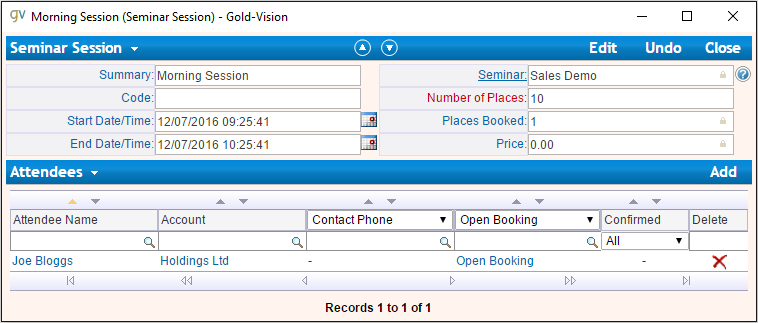 gv Morning Session (Seminar Session) - Gold-Vision
Seminar Session Edit Undo Close
Summary: Morning Session Seminar: Sales Demo
Code: Number of Places: 10
Start Date/Time: 12/07/2016 09:25:41 Places Booked: 1
End Date/Time: 12/07/2016 10:25:41 Price: 0.00
Attendees Add
Attendee Name Account Contact Phone Open Booking Confirmed Delete
All
Joe Bloggs Holdings Ltd - Open Booking -
Records 1 to 1 of 1